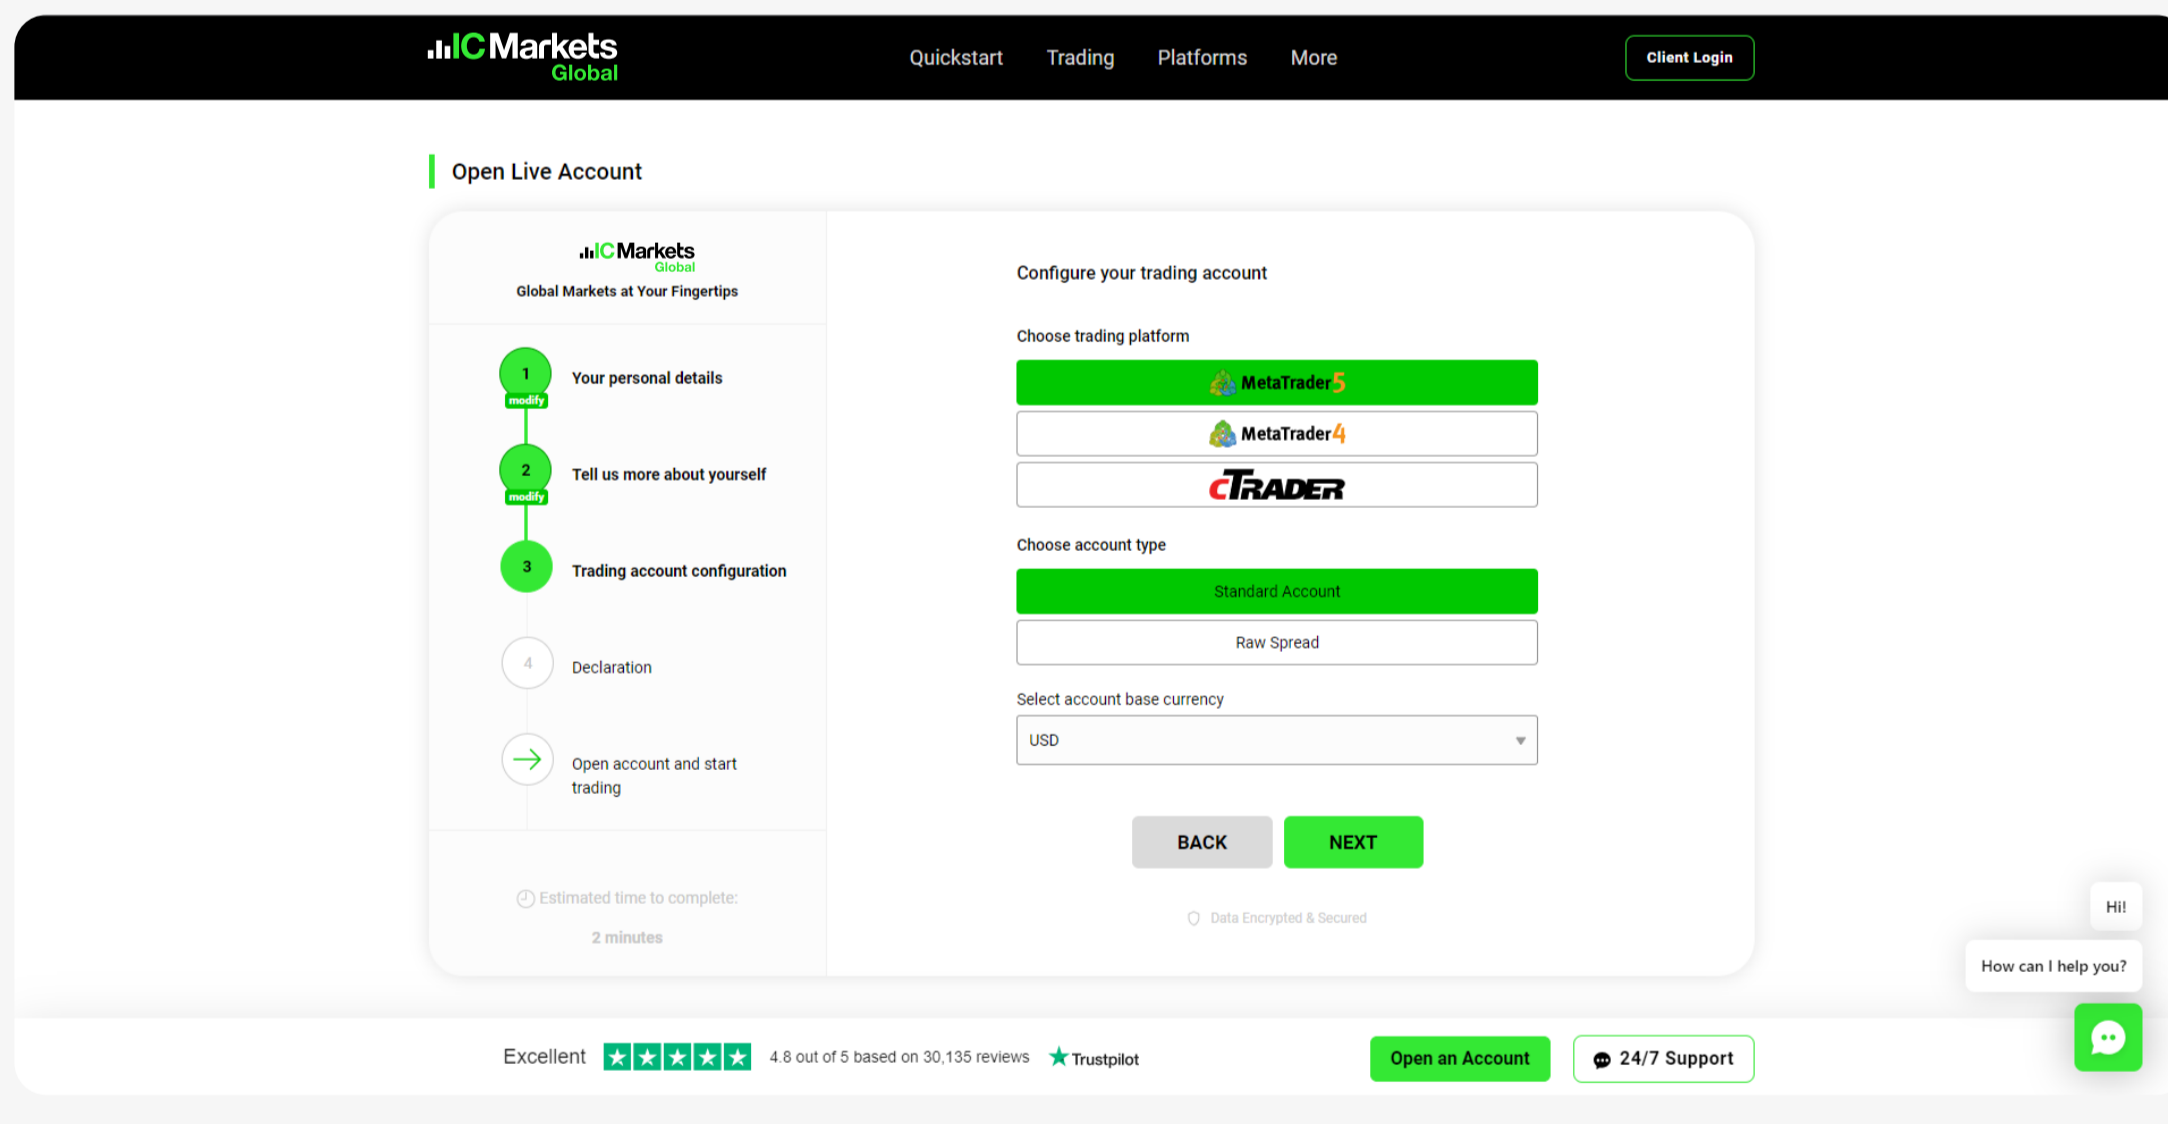 IC Markets
Global
Quickstart
Trading
Platforms
More
Client Login
Open Live Account
IC Markets
Global
Global Markets at Your Fingertips
1
modify
Your personal details
2
modify
Tell us more about yourself
3
Trading account configuration
4
Declaration
Open account and start
trading
Estimated time to complete:
2 minutes
Configure your trading account
Choose trading platform
MetaTrader 5
MetaTrader 4
cTRADER
Choose account type
Standard Account
Raw Spread
Select account base currency
USD
BACK
NEXT
Data Encrypted & Secured
Hi!
How can I help you?
Excellent
4.8 out of 5 based on 30,135 reviews
Trustpilot
Open an Account
24/7 Support